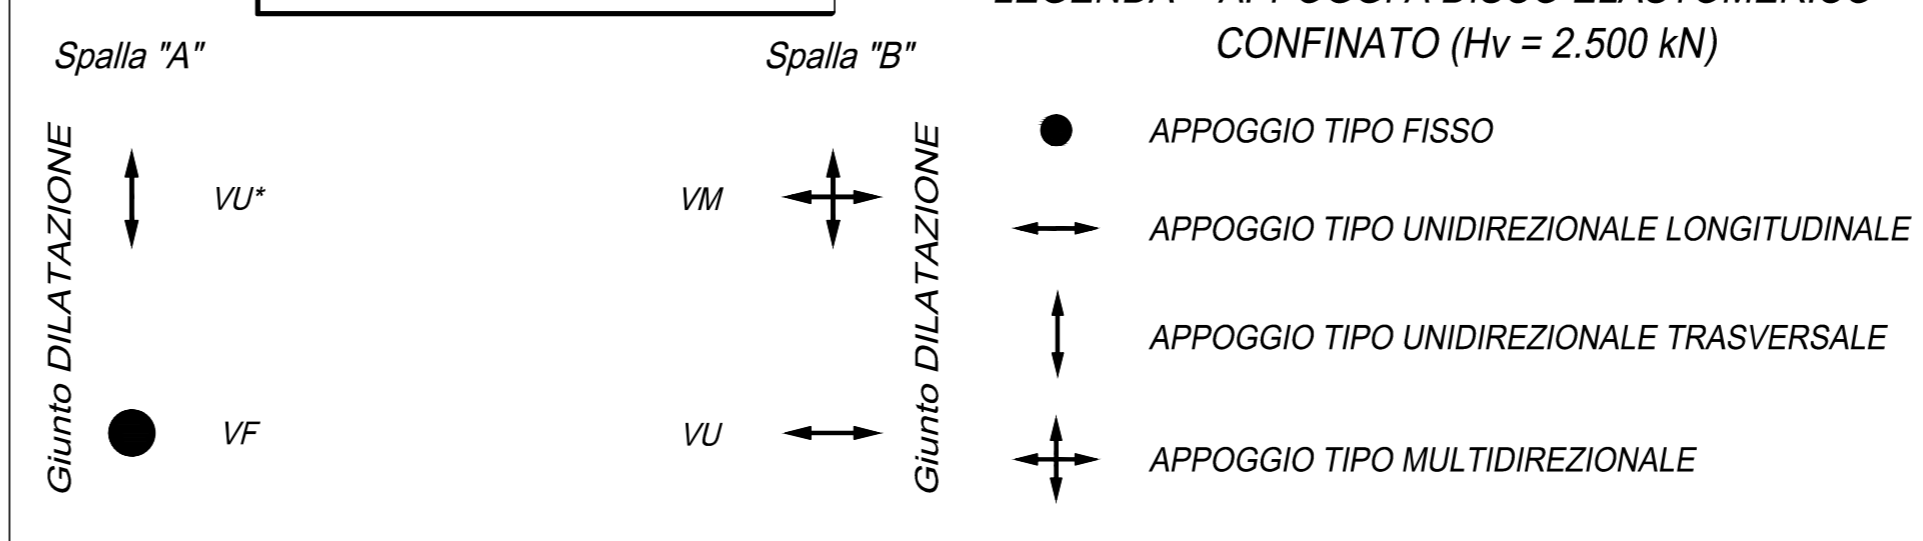 CONFINATO (Hv = 2.500 kN)
Spalla "A"
Spalla "B"
Giunto DILATAZIONE
VU*
VM
VF
VU
Giunto DILATAZIONE
APPOGGIO TIPO FISSO
APPOGGIO TIPO UNIDIREZIONALE LONGITUDINALE
APPOGGIO TIPO UNIDIREZIONALE TRASVERSALE
APPOGGIO TIPO MULTIDIREZIONALE